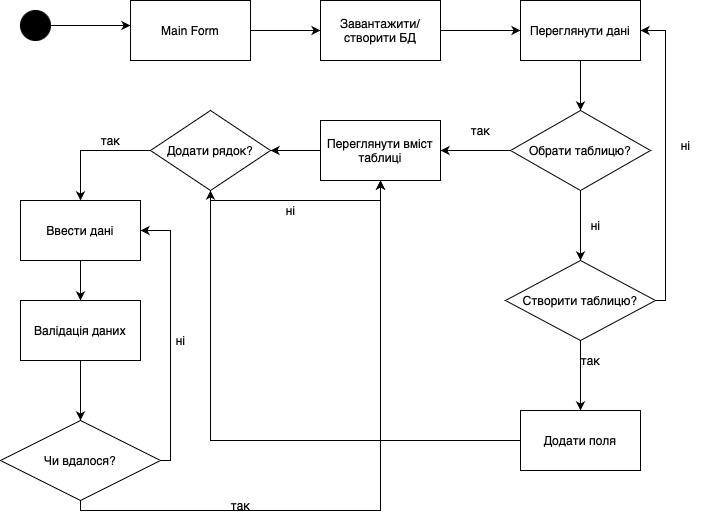 Main Form
Завантажити/
створити БД
Переглянути дані
так
Додати рядок?
Переглянути вміст
таблиці
так
Обрати таблицю?
ні
Ввести дані
ні
ні
Валідація даних
ні
Створити таблицю?
так
Чи вдалося?
Додати поля
так